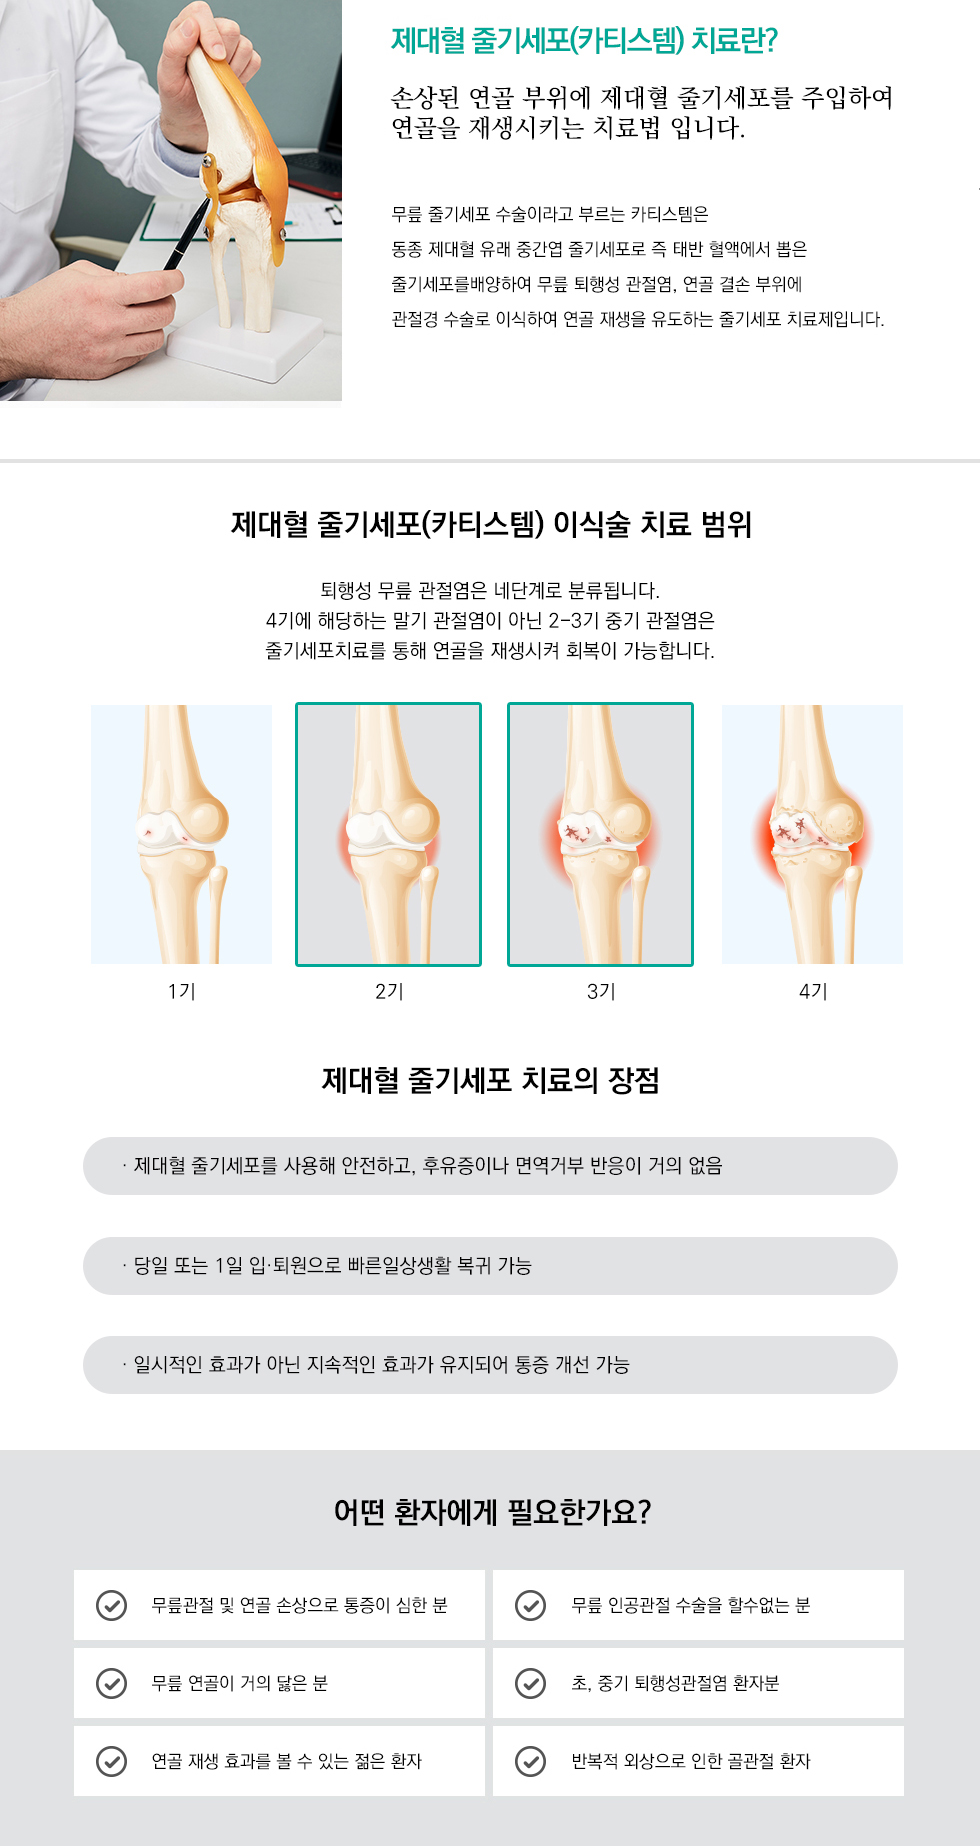 제대혈 줄기세포(카티스템) 치료란?
손상된 연골 부위에 제대혈 줄기세포를 주입하여
연골을 재생시키는 치료법 입니다.
무릎 줄기세포 수술이라고 부르는 카티스템은
동종 제대혈 유래 중간엽 줄기세포로 즉 태반 혈액에서 뽑은
줄기세포를배양하여 무릎 퇴행성 관절염, 연골 결손 부위에
관절경 수술로 이식하여 연골 재생을 유도하는 줄기세포 치료제입니다.
제대혈 줄기세포(카티스템) 이식술 치료 범위
퇴행성 무릎 관절염은 네단계로 분류됩니다.
4기에 해당하는 말기 관절염이 아닌 2-3기 중기 관절염은
줄기세포치료를 통해 연골을 재생시켜 회복이 가능합니다.
1기
2기
3기
4기
제대혈 줄기세포 치료의 장점
· 제대혈 줄기세포를 사용해 안전하고, 후유증이나 면역거부 반응이 거의 없음
· 당일 또는 1일 입·퇴원으로 빠른일상생활 복귀 가능
· 일시적인 효과가 아닌 지속적인 효과가 유지되어 통증 개선 가능
어떤 환자에게 필요한가요?
무릎관절 및 연골 손상으로 통증이 심한 분
무릎 인공관절 수술을 할수없는 분
무릎 연골이 거의 닳은 분
초, 중기 퇴행성관절염 환자분
연골 재생 효과를 볼 수 있는 젊은 환자
반복적 외상으로 인한 골관절 환자